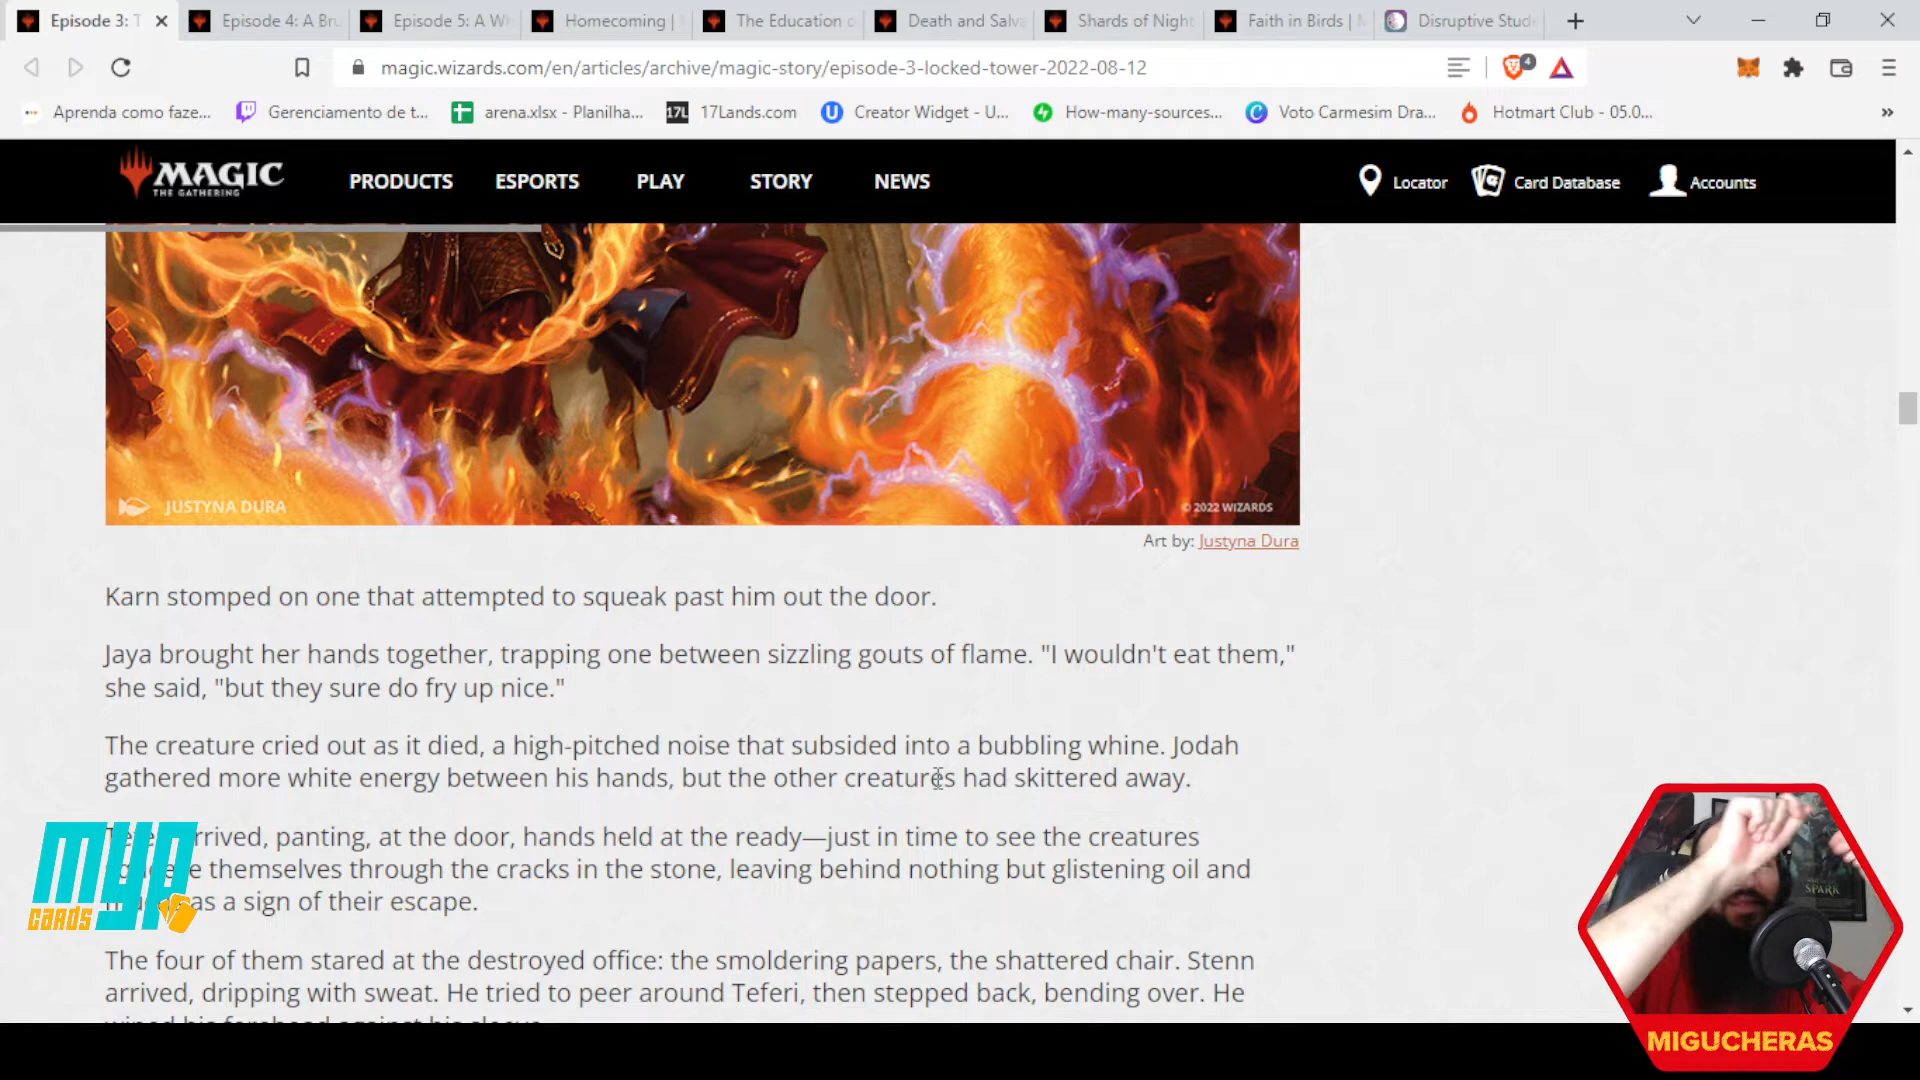 Episode 3: T
Episode 4: A Bru
Episode 5: A Wh
Homecoming |
The Education o
Death and Salva
Shards of Night
Faith in Birds | M
Disruptive Stud
magic.wizards.com/en/articles/archive/magic-story/episode-3-locked-tower-2022-08-12
4
Aprenda como faze...
Gerenciamento de t...
arena.xlsx - Planilha...
17L 17Lands.com
Creator Widget - U...
How-many-sources...
Voto Carmesim Dra...
Hotmart Club - 05.0...
MAGIC
THE GATHERING
PRODUCTS
ESPORTS
PLAY
STORY
NEWS
Locator
Card Database
Accounts
JUSTYNA DURA
© 2022 WIZARDS
Art by: Justyna Dura
Karn stomped on one that attempted to squeak past him out the door.
Jaya brought her hands together, trapping one between sizzling gouts of flame. "I wouldn't eat them,"
she said, "but they sure do fry up nice."
The creature cried out as it died, a high-pitched noise that subsided into a bubbling whine. Jodah
gathered more white energy between his hands, but the other creatures had skittered away.
arrived, panting, at the door, hands held at the ready—just in time to see the creatures
themselves through the cracks in the stone, leaving behind nothing but glistening oil and
as a sign of their escape.
The four of them stared at the destroyed office: the smoldering papers, the shattered chair. Stenn
arrived, dripping with sweat. He tried to peer around Teferi, then stepped back, bending over. He
wiped his forehead against his sleeve.
MYP
CARDS
SPARK
MIGUCHERAS